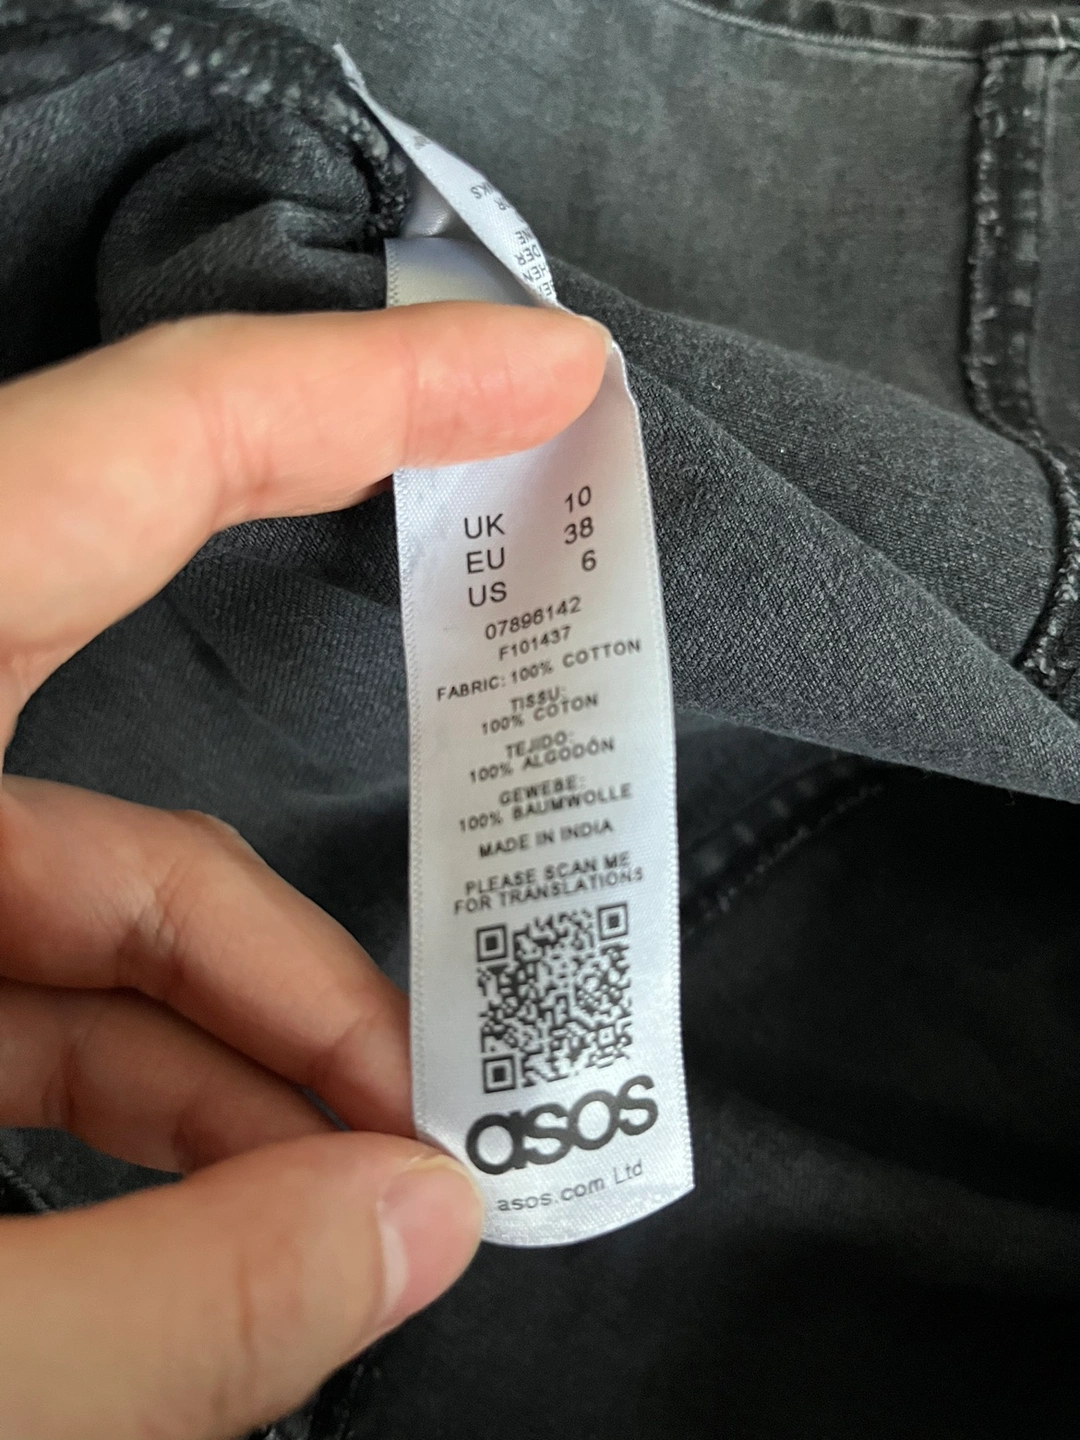 UK 10
EU 38
US 6
07896142
F101437
FABRIC: 100% COTTON
TISSU:
100% COTON
TEJIDO:
100% ALGODÓN
GEWEBE:
100% BAUMWOLLE
MADE IN INDIA
PLEASE SCAN ME
FOR TRANSLATIONS
asos
asos.com Ltd